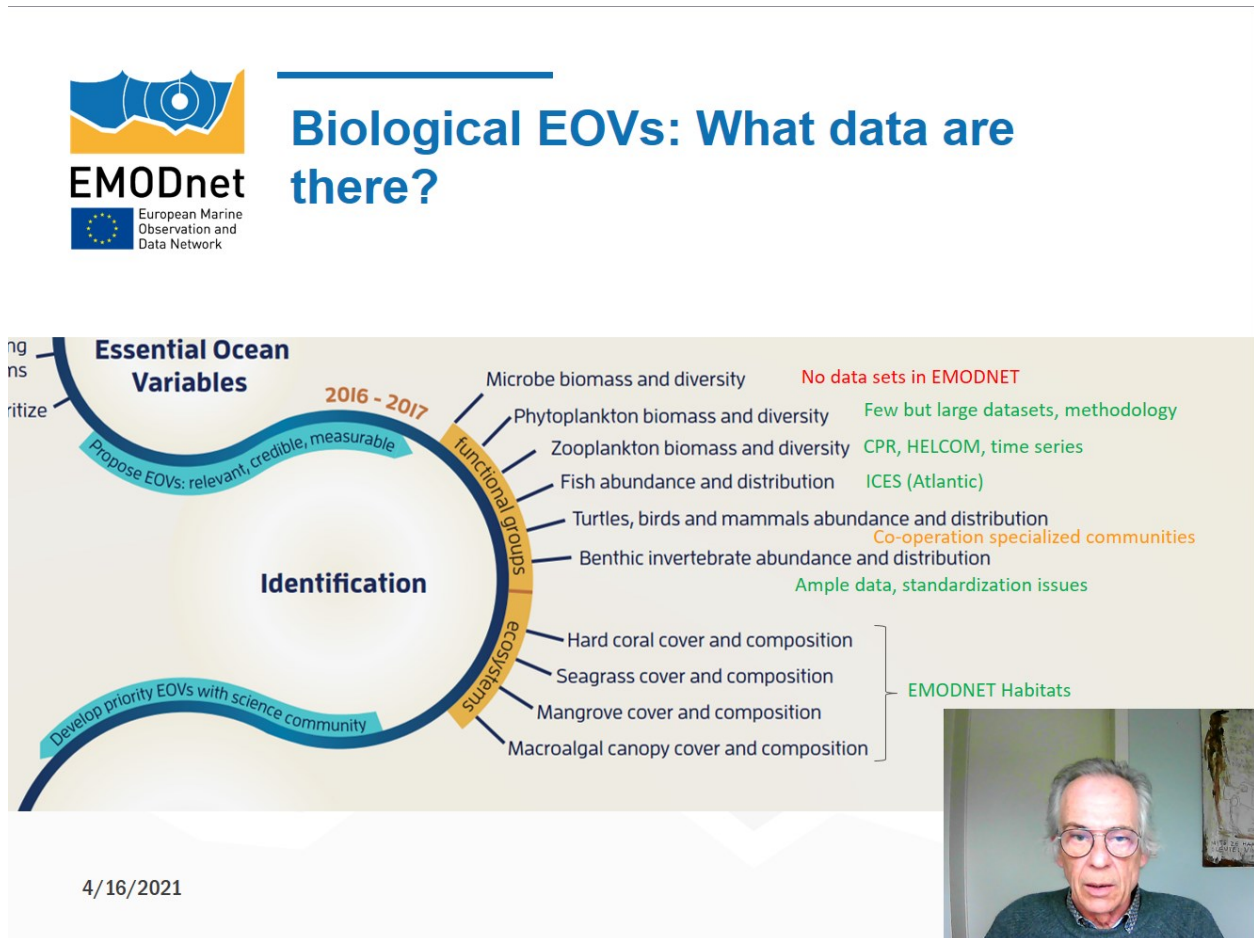 EMODnet
European Marine
Observation and
Data Network
Biological EOVs: What data are
there?
ng
ms
ritize
Essential Ocean
Variables
2016 - 2017
Propose EOVs: relevant, credible, measurable
functional groups
Microbe biomass and diversity No data sets in EMODNET
Phytoplankton biomass and diversity Few but large datasets, methodology
Zooplankton biomass and diversity CPR, HELCOM, time series
Fish abundance and distribution ICES (Atlantic)
Turtles, birds and mammals abundance and distribution
Co-operation specialized communities
Benthic invertebrate abundance and distribution
Ample data, standardization issues
Identification
ecosystems
Hard coral cover and composition
Seagrass cover and composition
EMODNET Habitats
Mangrove cover and composition
Macroalgal canopy cover and composition
Develop priority EOVs with science community
4/16/2021